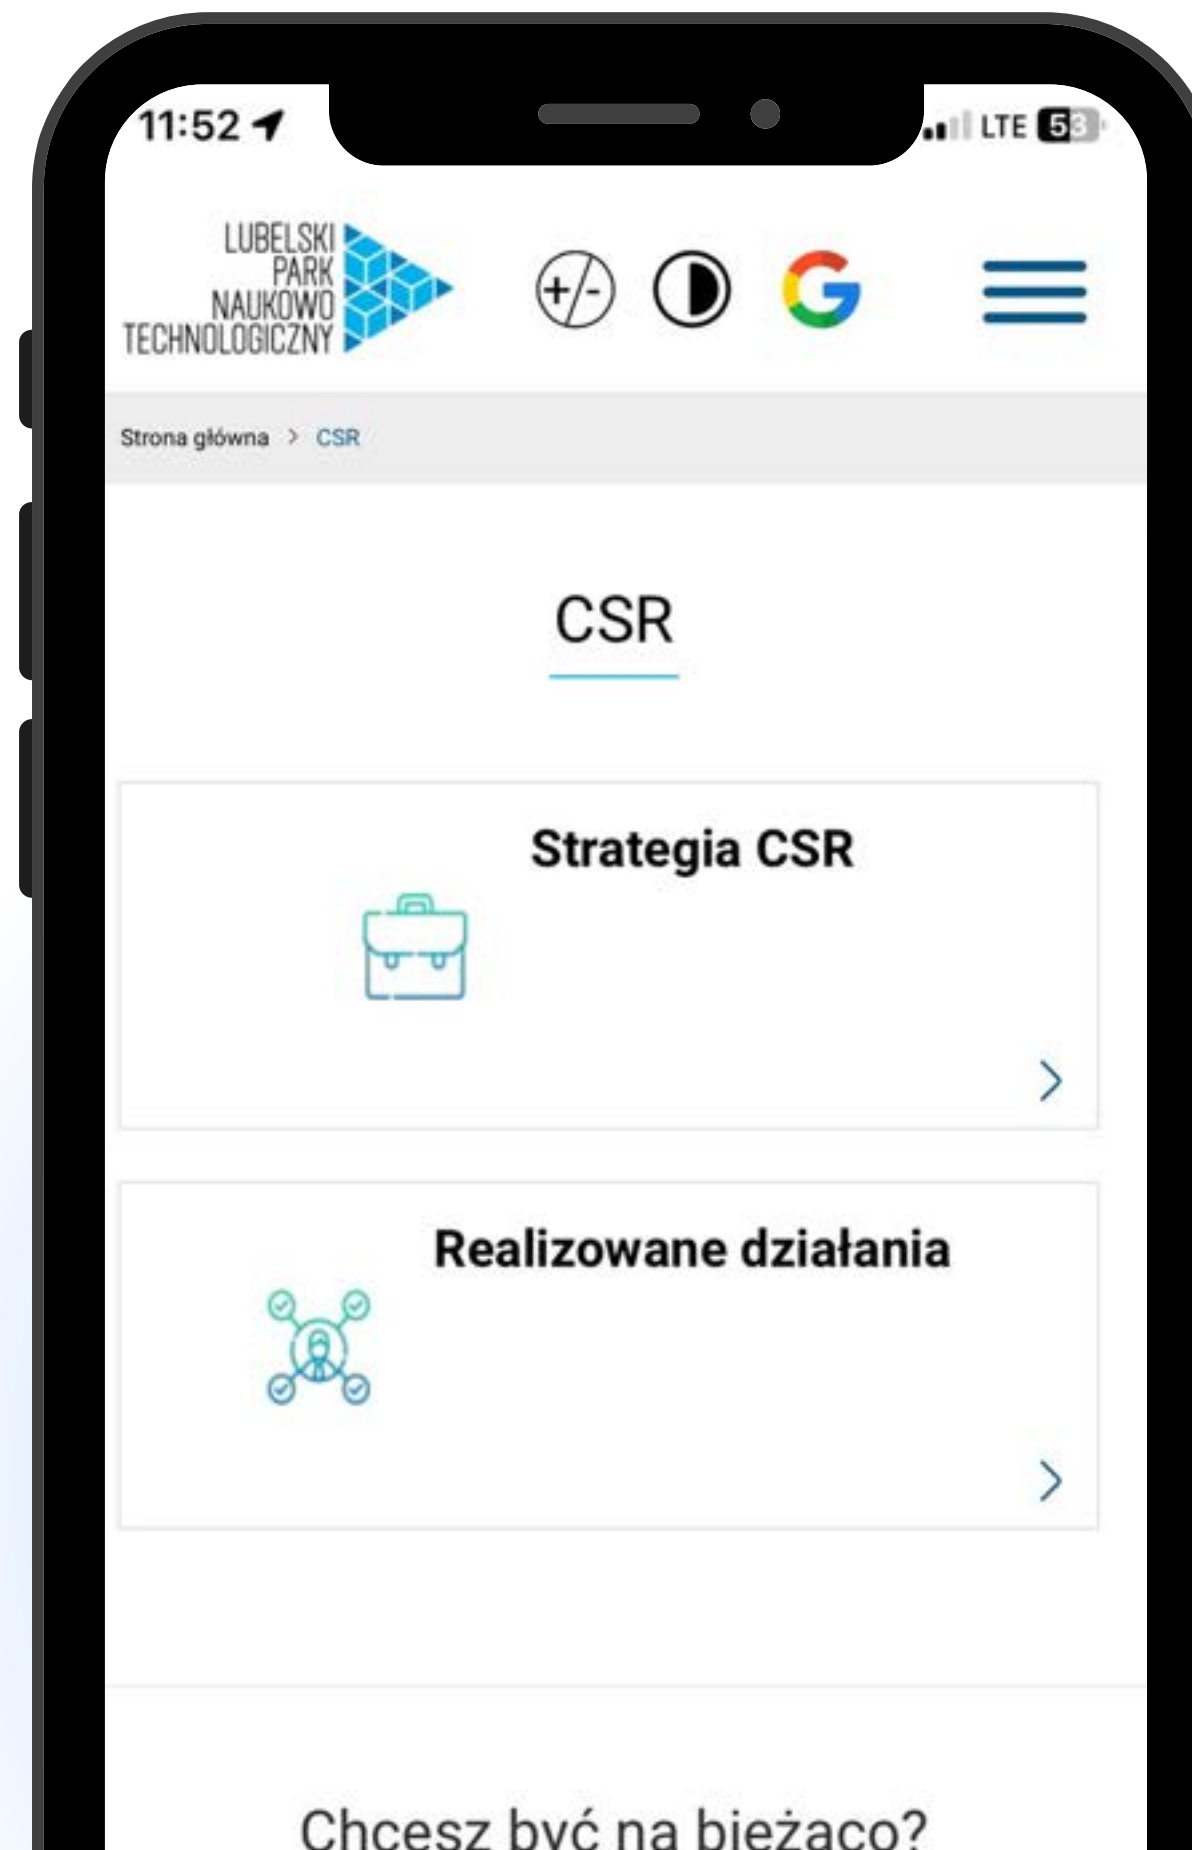 11:52
LTE 53
LUBELSKI
PARK
NAUKOWO
TECHNOLOGICZNY
+/-
Strona główna > CSR
CSR
Strategia CSR
Realizowane działania
Chcesz być na bieżąco?